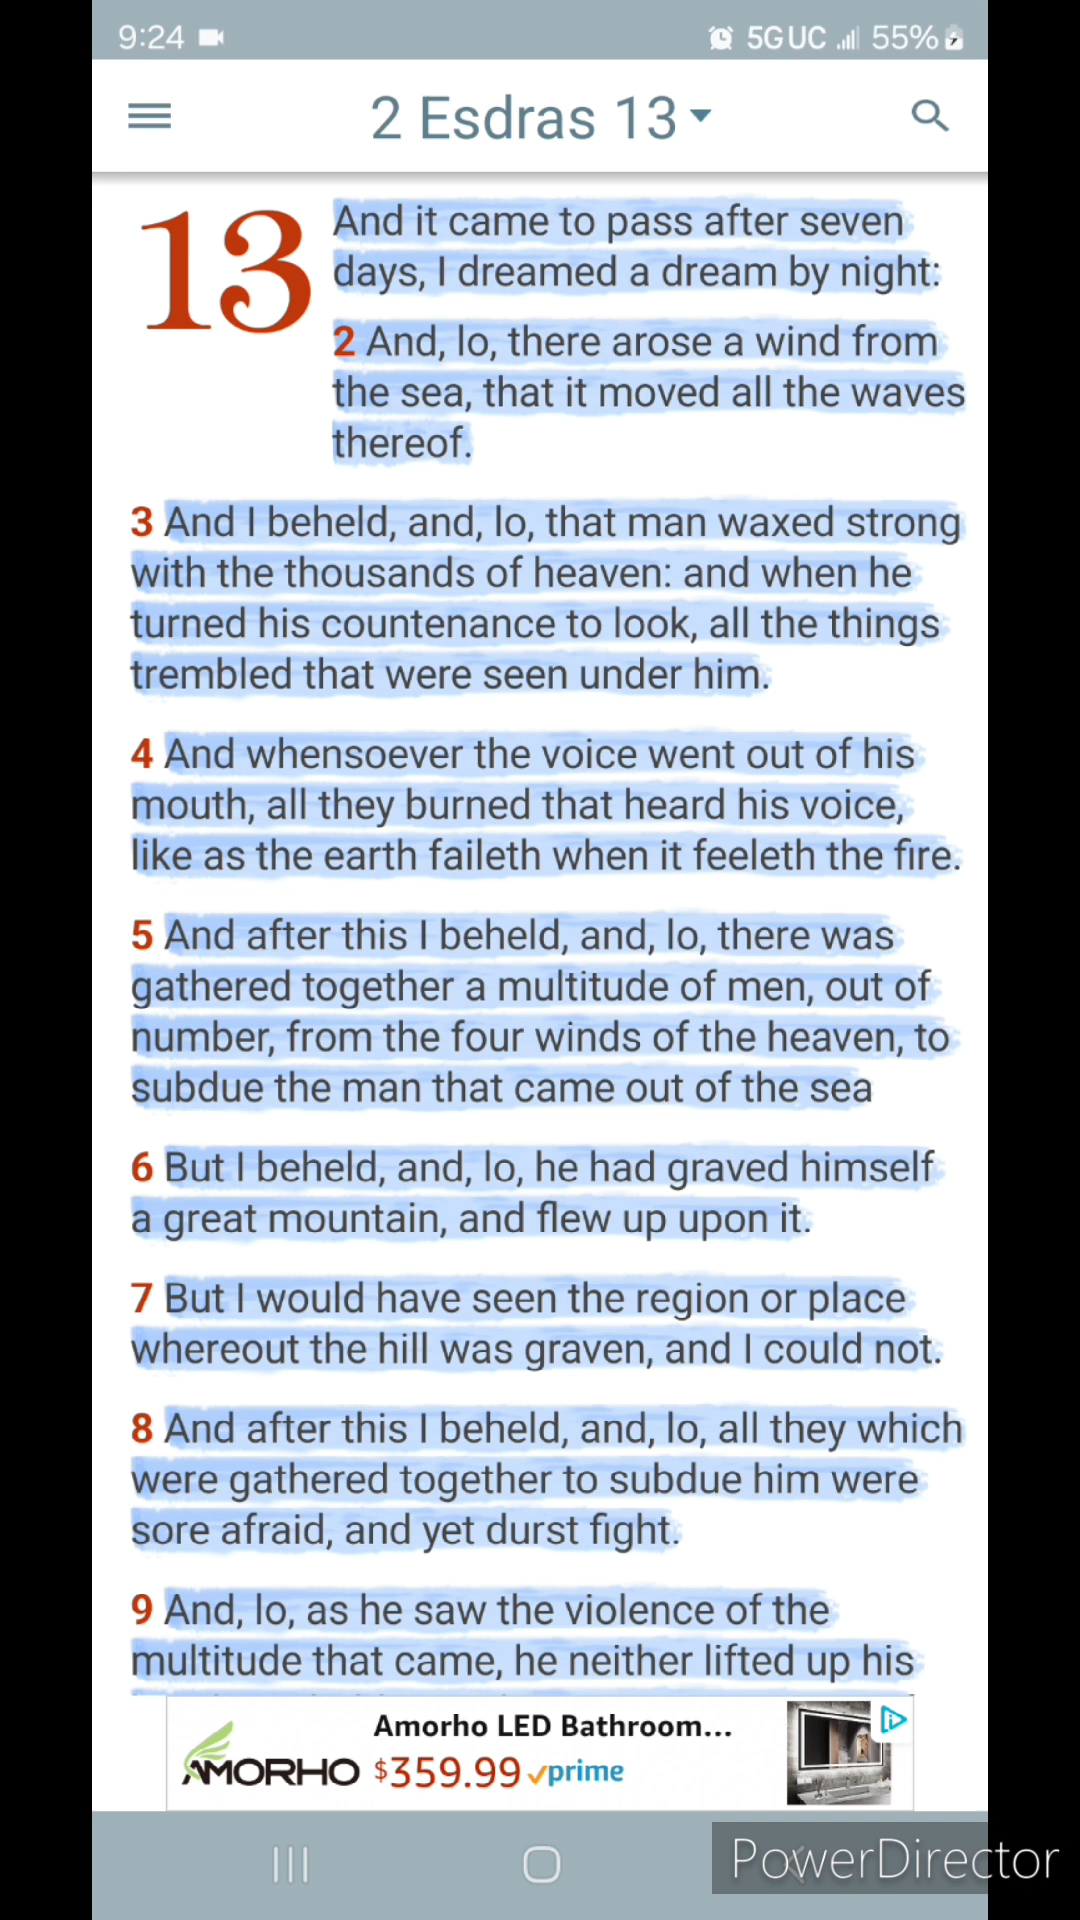 9:24
5G UC 55%
2 Esdras 13
13 And it came to pass after seven
days, I dreamed a dream by night:
2 And, lo, there arose a wind from
the sea, that it moved all the waves
thereof.
3 And I beheld, and, lo, that man waxed strong
with the thousands of heaven: and when he
turned his countenance to look, all the things
trembled that were seen under him.
4 And whensoever the voice went out of his
mouth, all they burned that heard his voice,
like as the earth faileth when it feeleth the fire.
5 And after this I beheld, and, lo, there was
gathered together a multitude of men, out of
number, from the four winds of the heaven, to
subdue the man that came out of the sea
6 But I beheld, and, lo, he had graved himself
a great mountain, and flew up upon it.
7 But I would have seen the region or place
whereout the hill was graven, and I could not.
8 And after this I beheld, and, lo, all they which
were gathered together to subdue him were
sore afraid, and yet durst fight.
9 And, lo, as he saw the violence of the
multitude that came, he neither lifted up his
Amorho LED Bathroom...
AMORHO $359.99 prime
PowerDirector